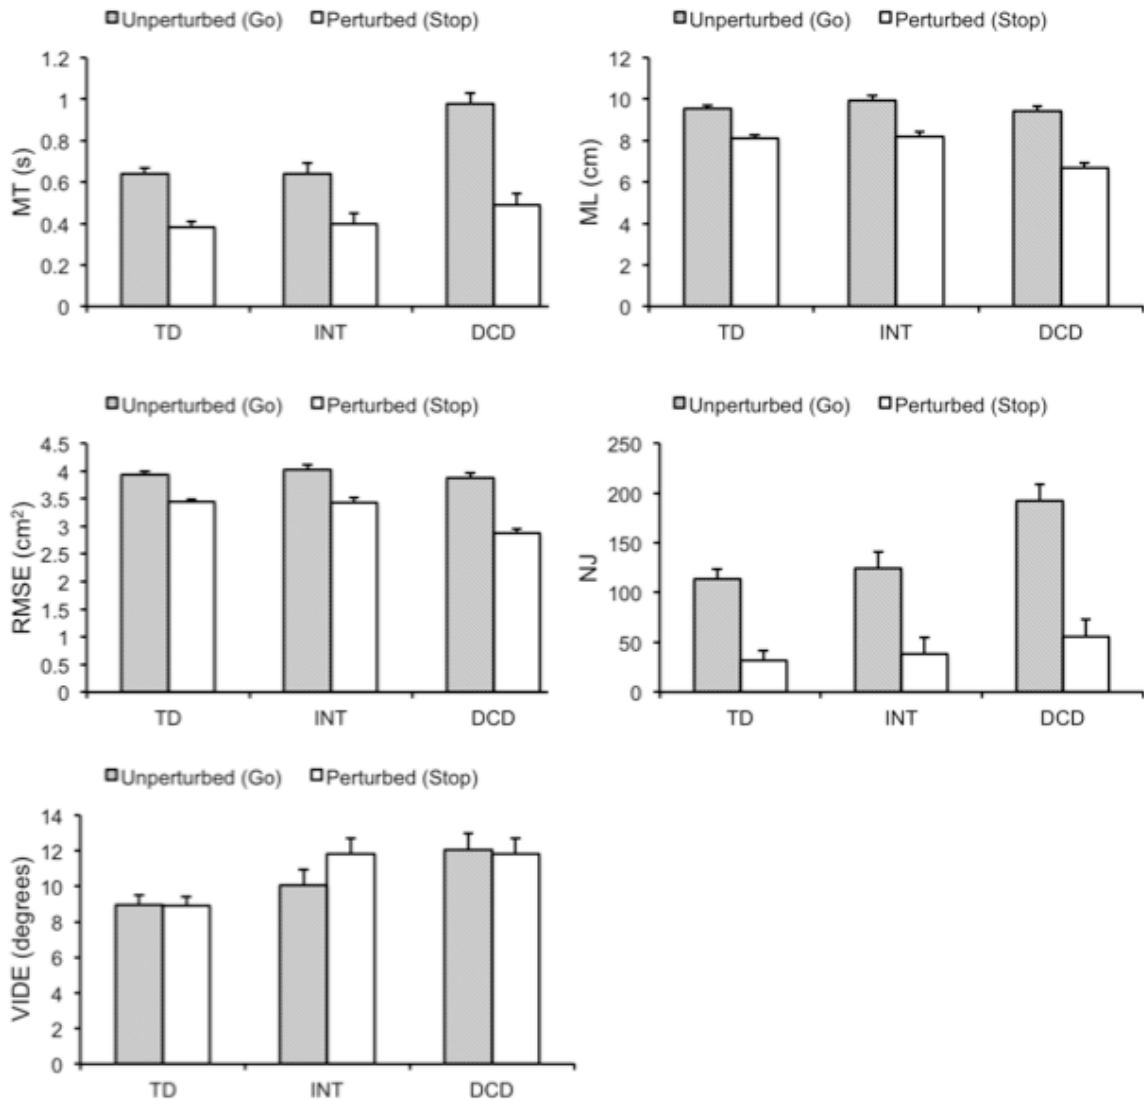 Unperturbed (Go) Perturbed (Stop)
MT (s)
1.2
1
0.8
0.6
0.4
0.2
0
TD INT DCD
Unperturbed (Go) Perturbed (Stop)
ML (cm)
12
10
8
6
4
2
0
TD INT DCD
Unperturbed (Go) Perturbed (Stop)
RMSE (cm²)
4.5
4
3.5
3
2.5
2
1.5
1
0.5
0
TD INT DCD
Unperturbed (Go) Perturbed (Stop)
NJ
250
200
150
100
50
0
TD INT DCD
Unperturbed (Go) Perturbed (Stop)
VIDE (degrees)
14
12
10
8
6
4
2
0
TD INT DCD